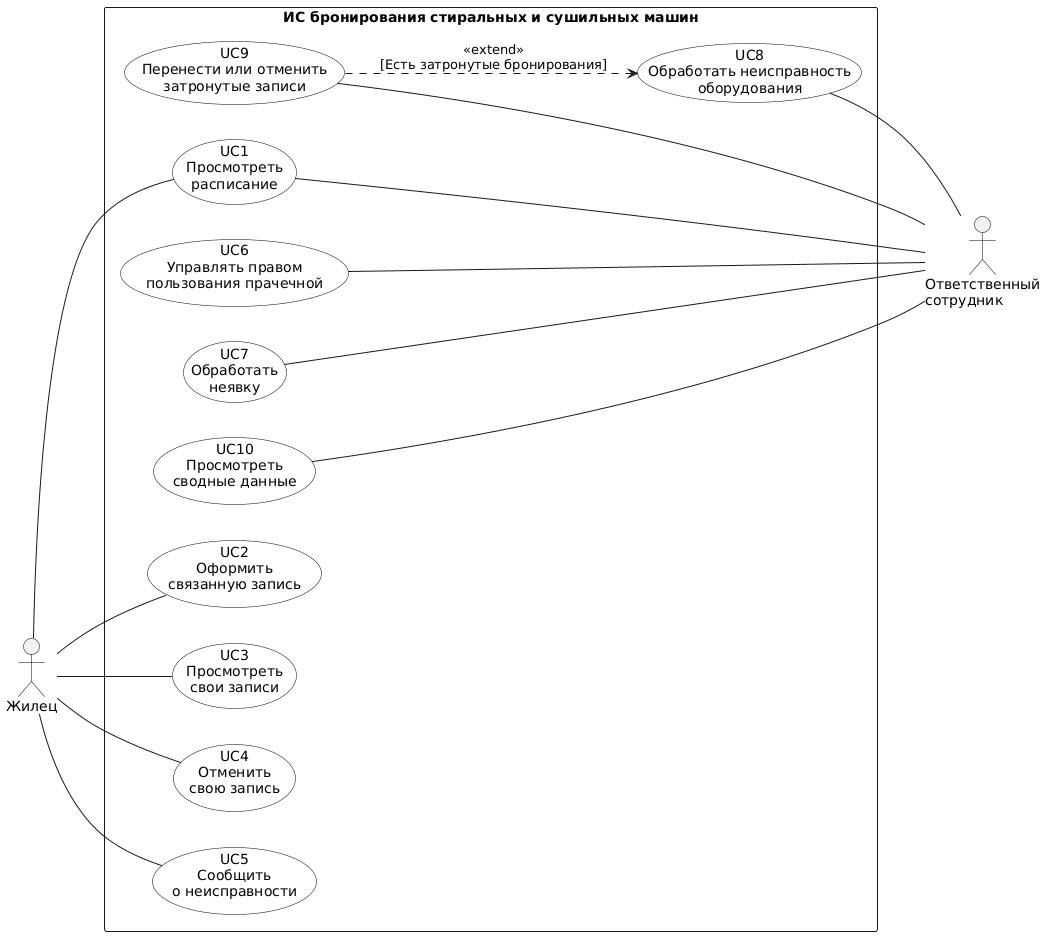 ИС бронирования стиральных и сушильных машин
UC9
Перенести или отменить
затронутые записи
«extend»
[Есть затронутые бронирования]
UC8
Обработать неисправность
оборудования
UC1
Просмотреть
расписание
UC6
Управлять правом
пользования прачечной
Ответственный
сотрудник
UC7
Обработать
неявку
UC10
Просмотреть
сводные данные
UC2
Оформить
связанную запись
UC3
Просмотреть
свои записи
Жилец
UC4
Отменить
свою запись
UC5
Сообщить
о неисправности